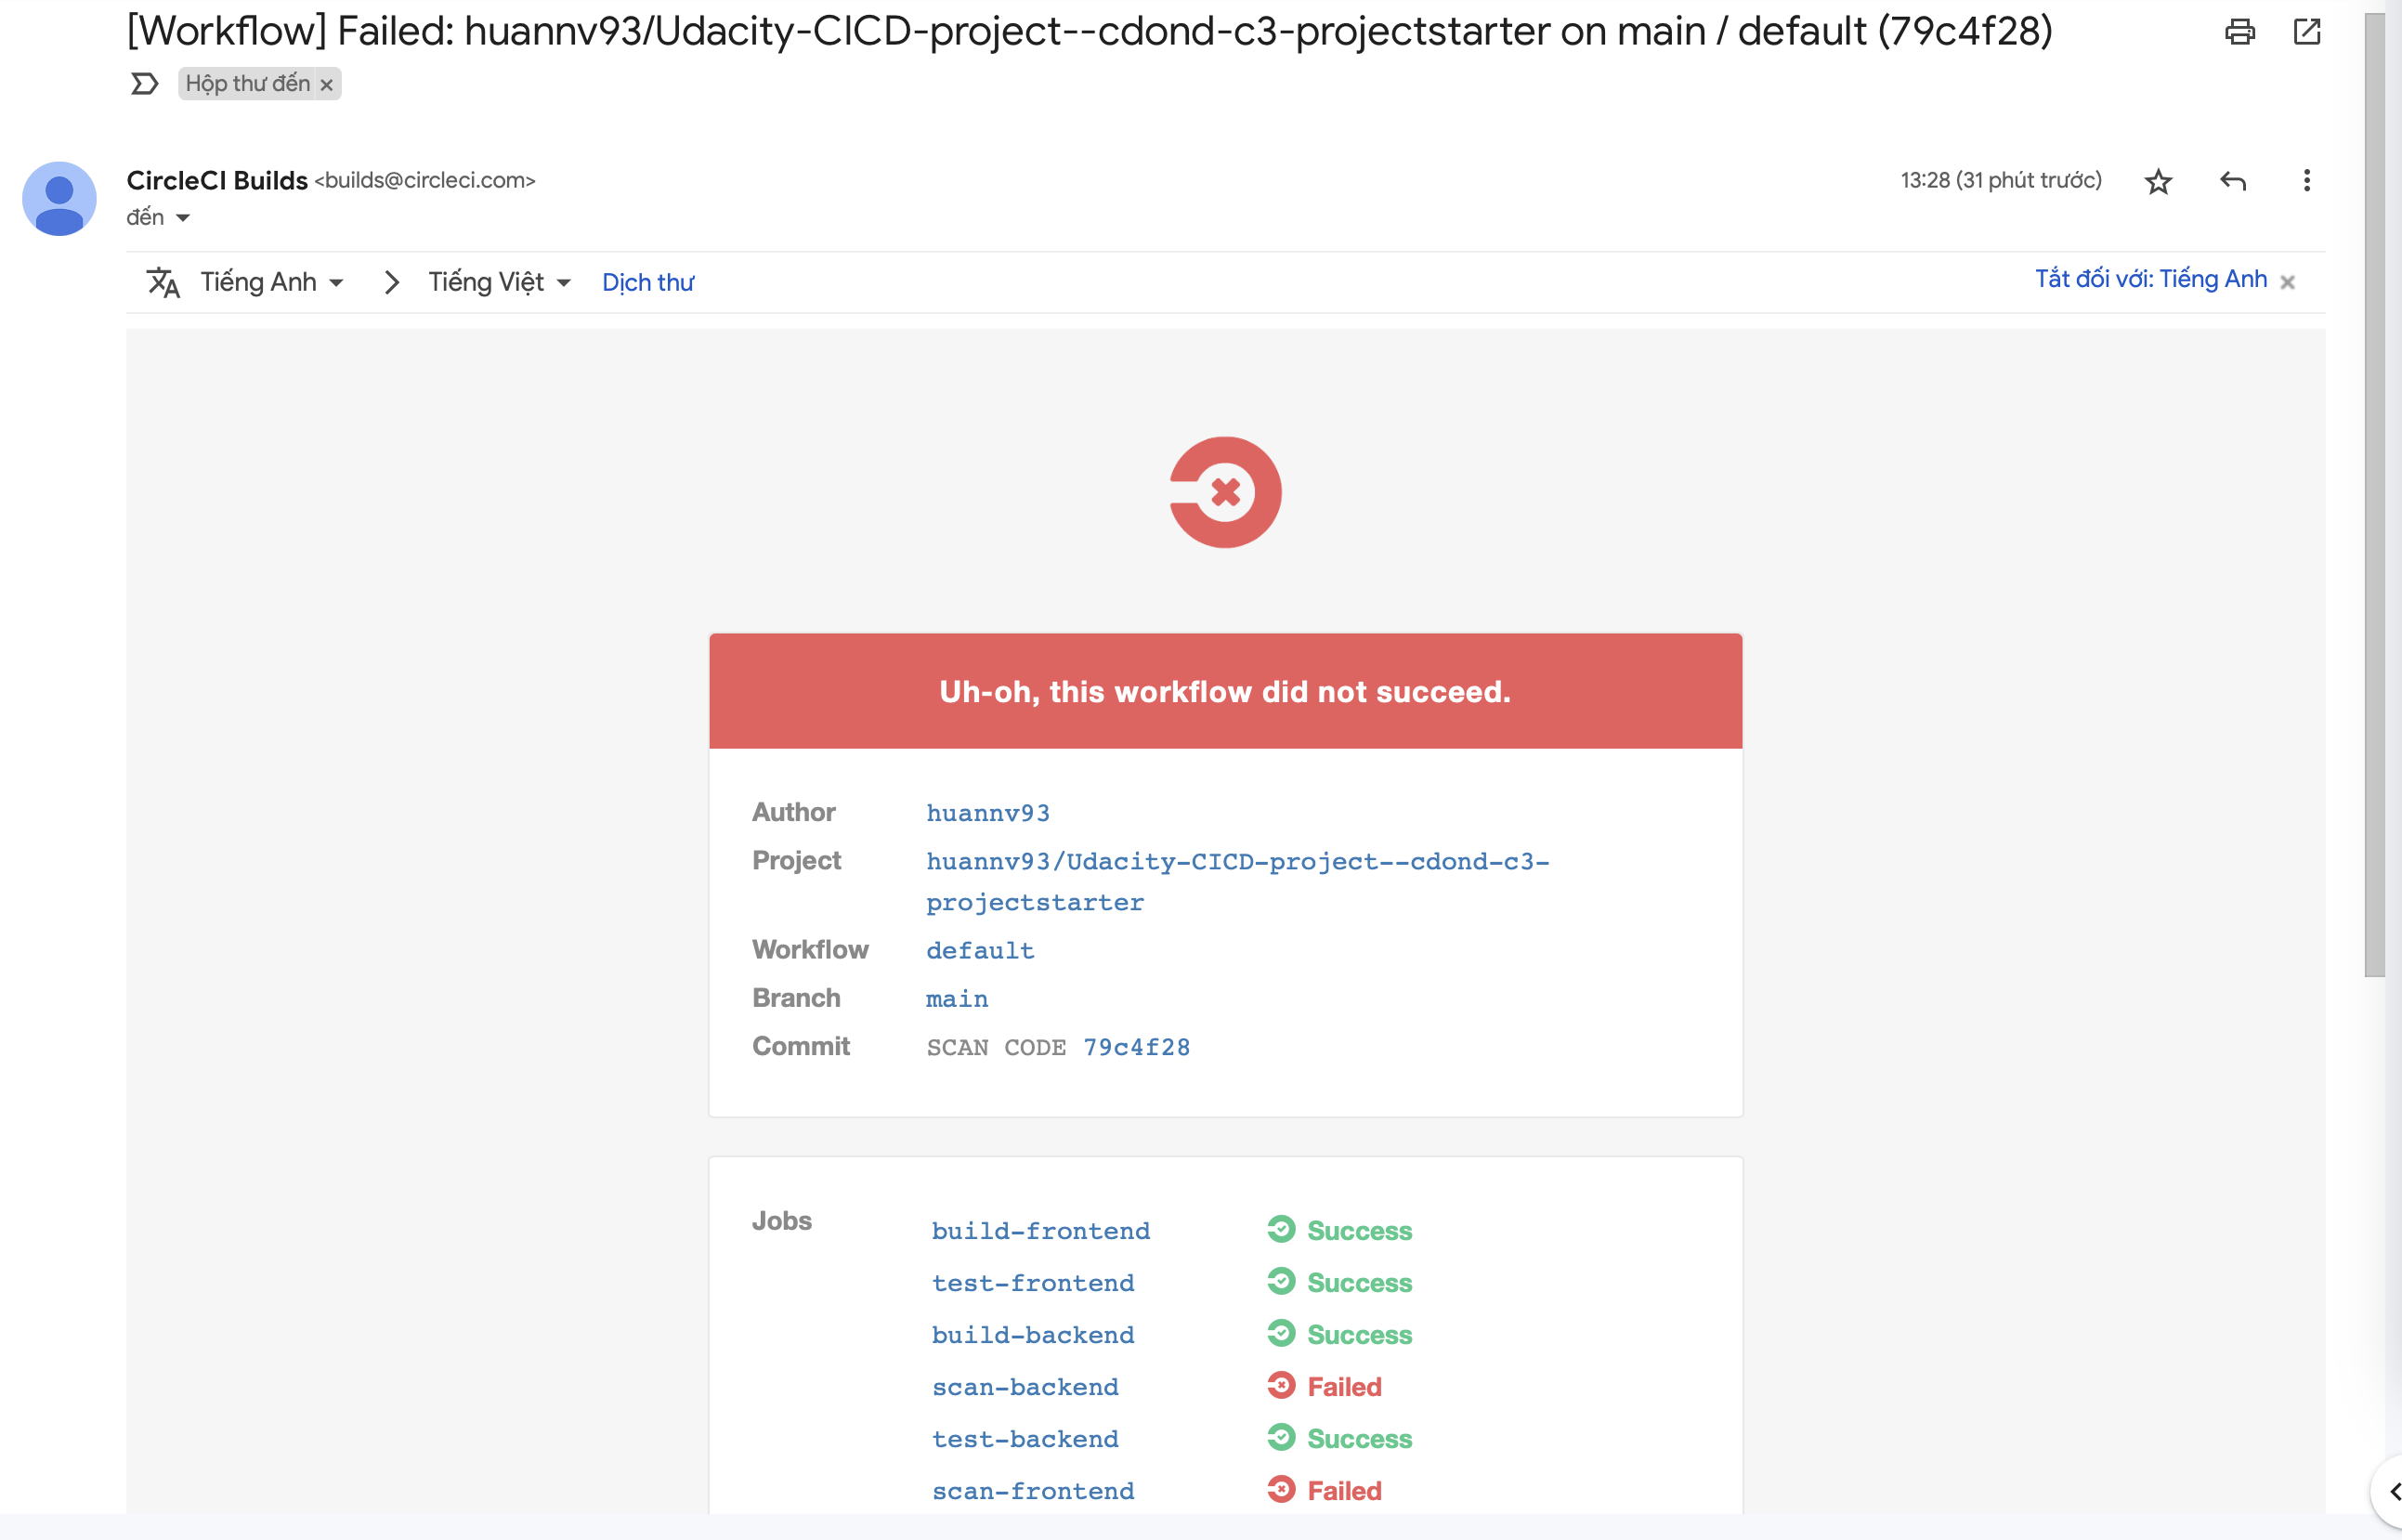 [Workflow] Failed: huannv93/Udacity-CICD-project--cdond-c3-projectstarter on main / default (79c4f28)
Hộp thư đến ×
CircleCI Builds <builds@circleci.com>
13:28 (31 phút trước)
đến
Tiếng Anh > Tiếng Việt Dịch thư
Tắt đối với: Tiếng Anh ×
Uh-oh, this workflow did not succeed.
Author huannv93
Project huannv93/Udacity-CICD-project--cdond-c3-
projectstarter
Workflow default
Branch main
Commit SCAN CODE 79c4f28
Jobs
build-frontend Success
test-frontend Success
build-backend Success
scan-backend Failed
test-backend Success
scan-frontend Failed